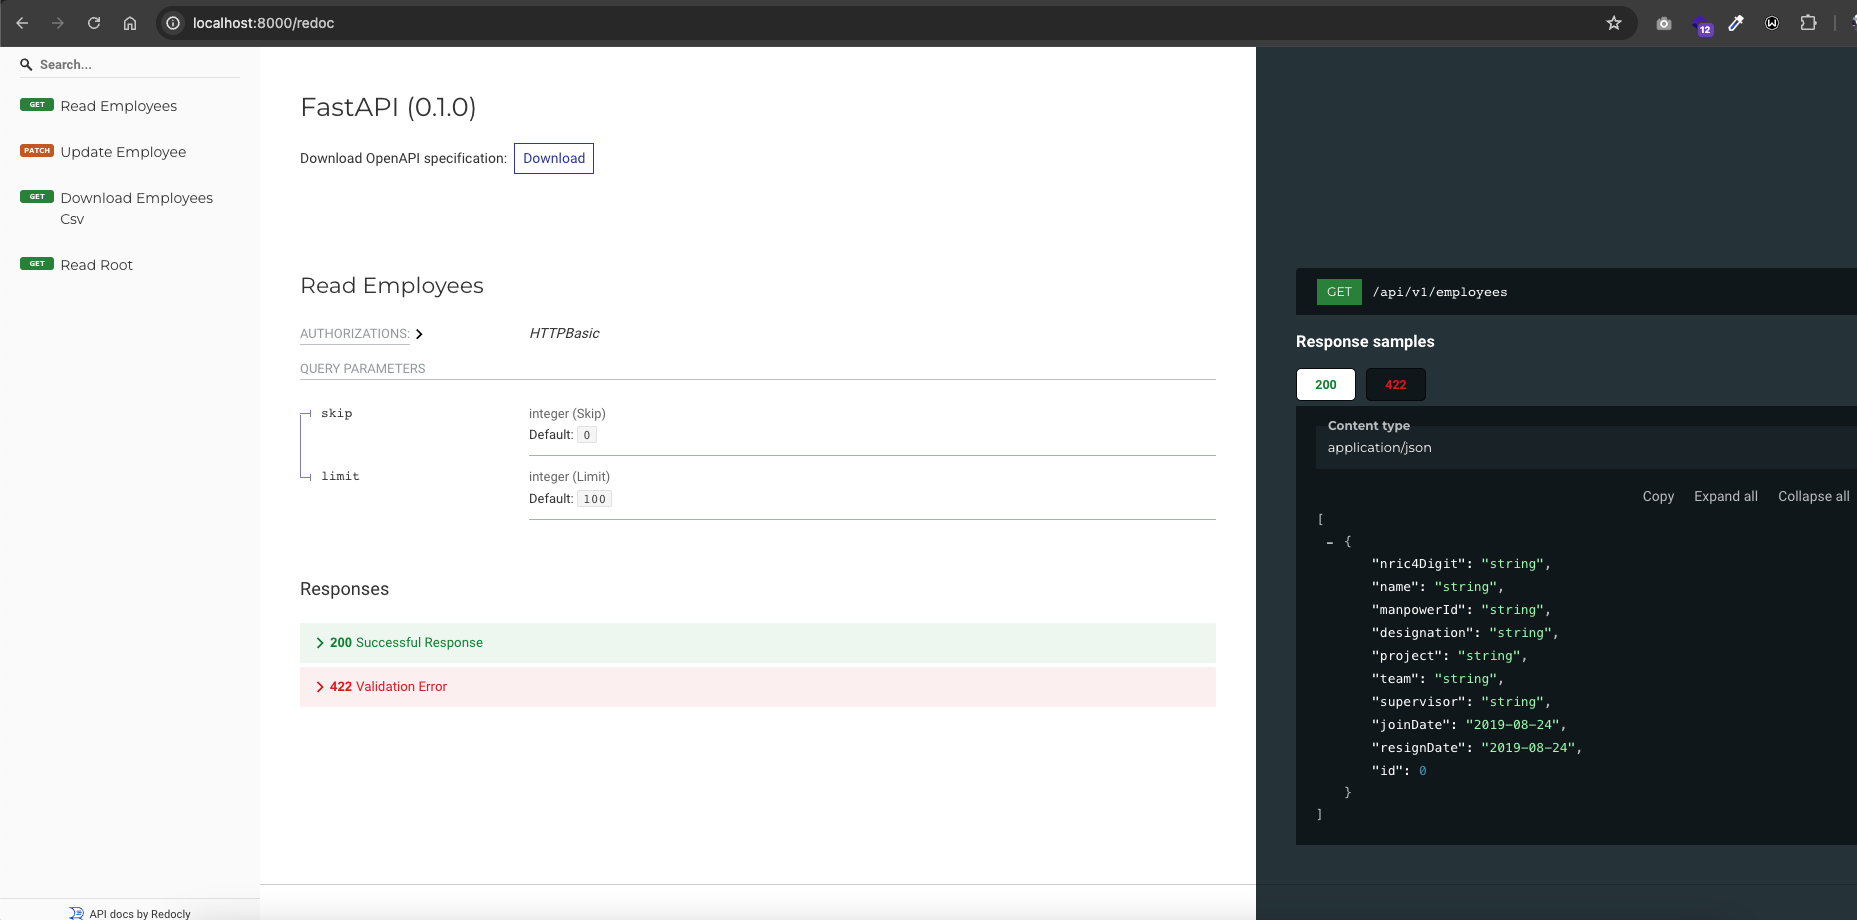 localhost:8000/redoc
12
Search...
GET Read Employees
PATCH Update Employee
GET Download Employees
Csv
GET Read Root
API docs by Redocly
FastAPI (0.1.0)
Download OpenAPI specification: Download
Read Employees
AUTHORIZATIONS: HTTPBasic
QUERY PARAMETERS
skip integer (Skip)
Default: 0
limit integer (Limit)
Default: 100
Responses
200 Successful Response
422 Validation Error
GET /api/v1/employees
Response samples
200 422
Content type
application/json
Copy Expand all Collapse all
[
- {
"nric4Digit": "string",
"name": "string",
"manpowerId": "string",
"designation": "string",
"project": "string",
"team": "string",
"supervisor": "string",
"joinDate": "2019-08-24",
"resignDate": "2019-08-24",
"id": 0
}
]